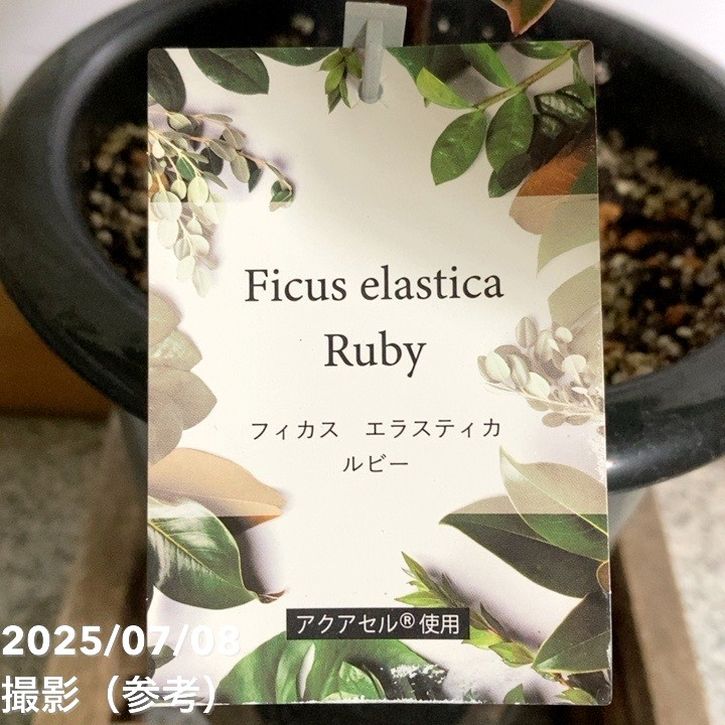 Ficus elastica
Ruby
フィカス　エラスティカ
ルビー
アクアセル®使用
2025/07/08
撮影（参考）